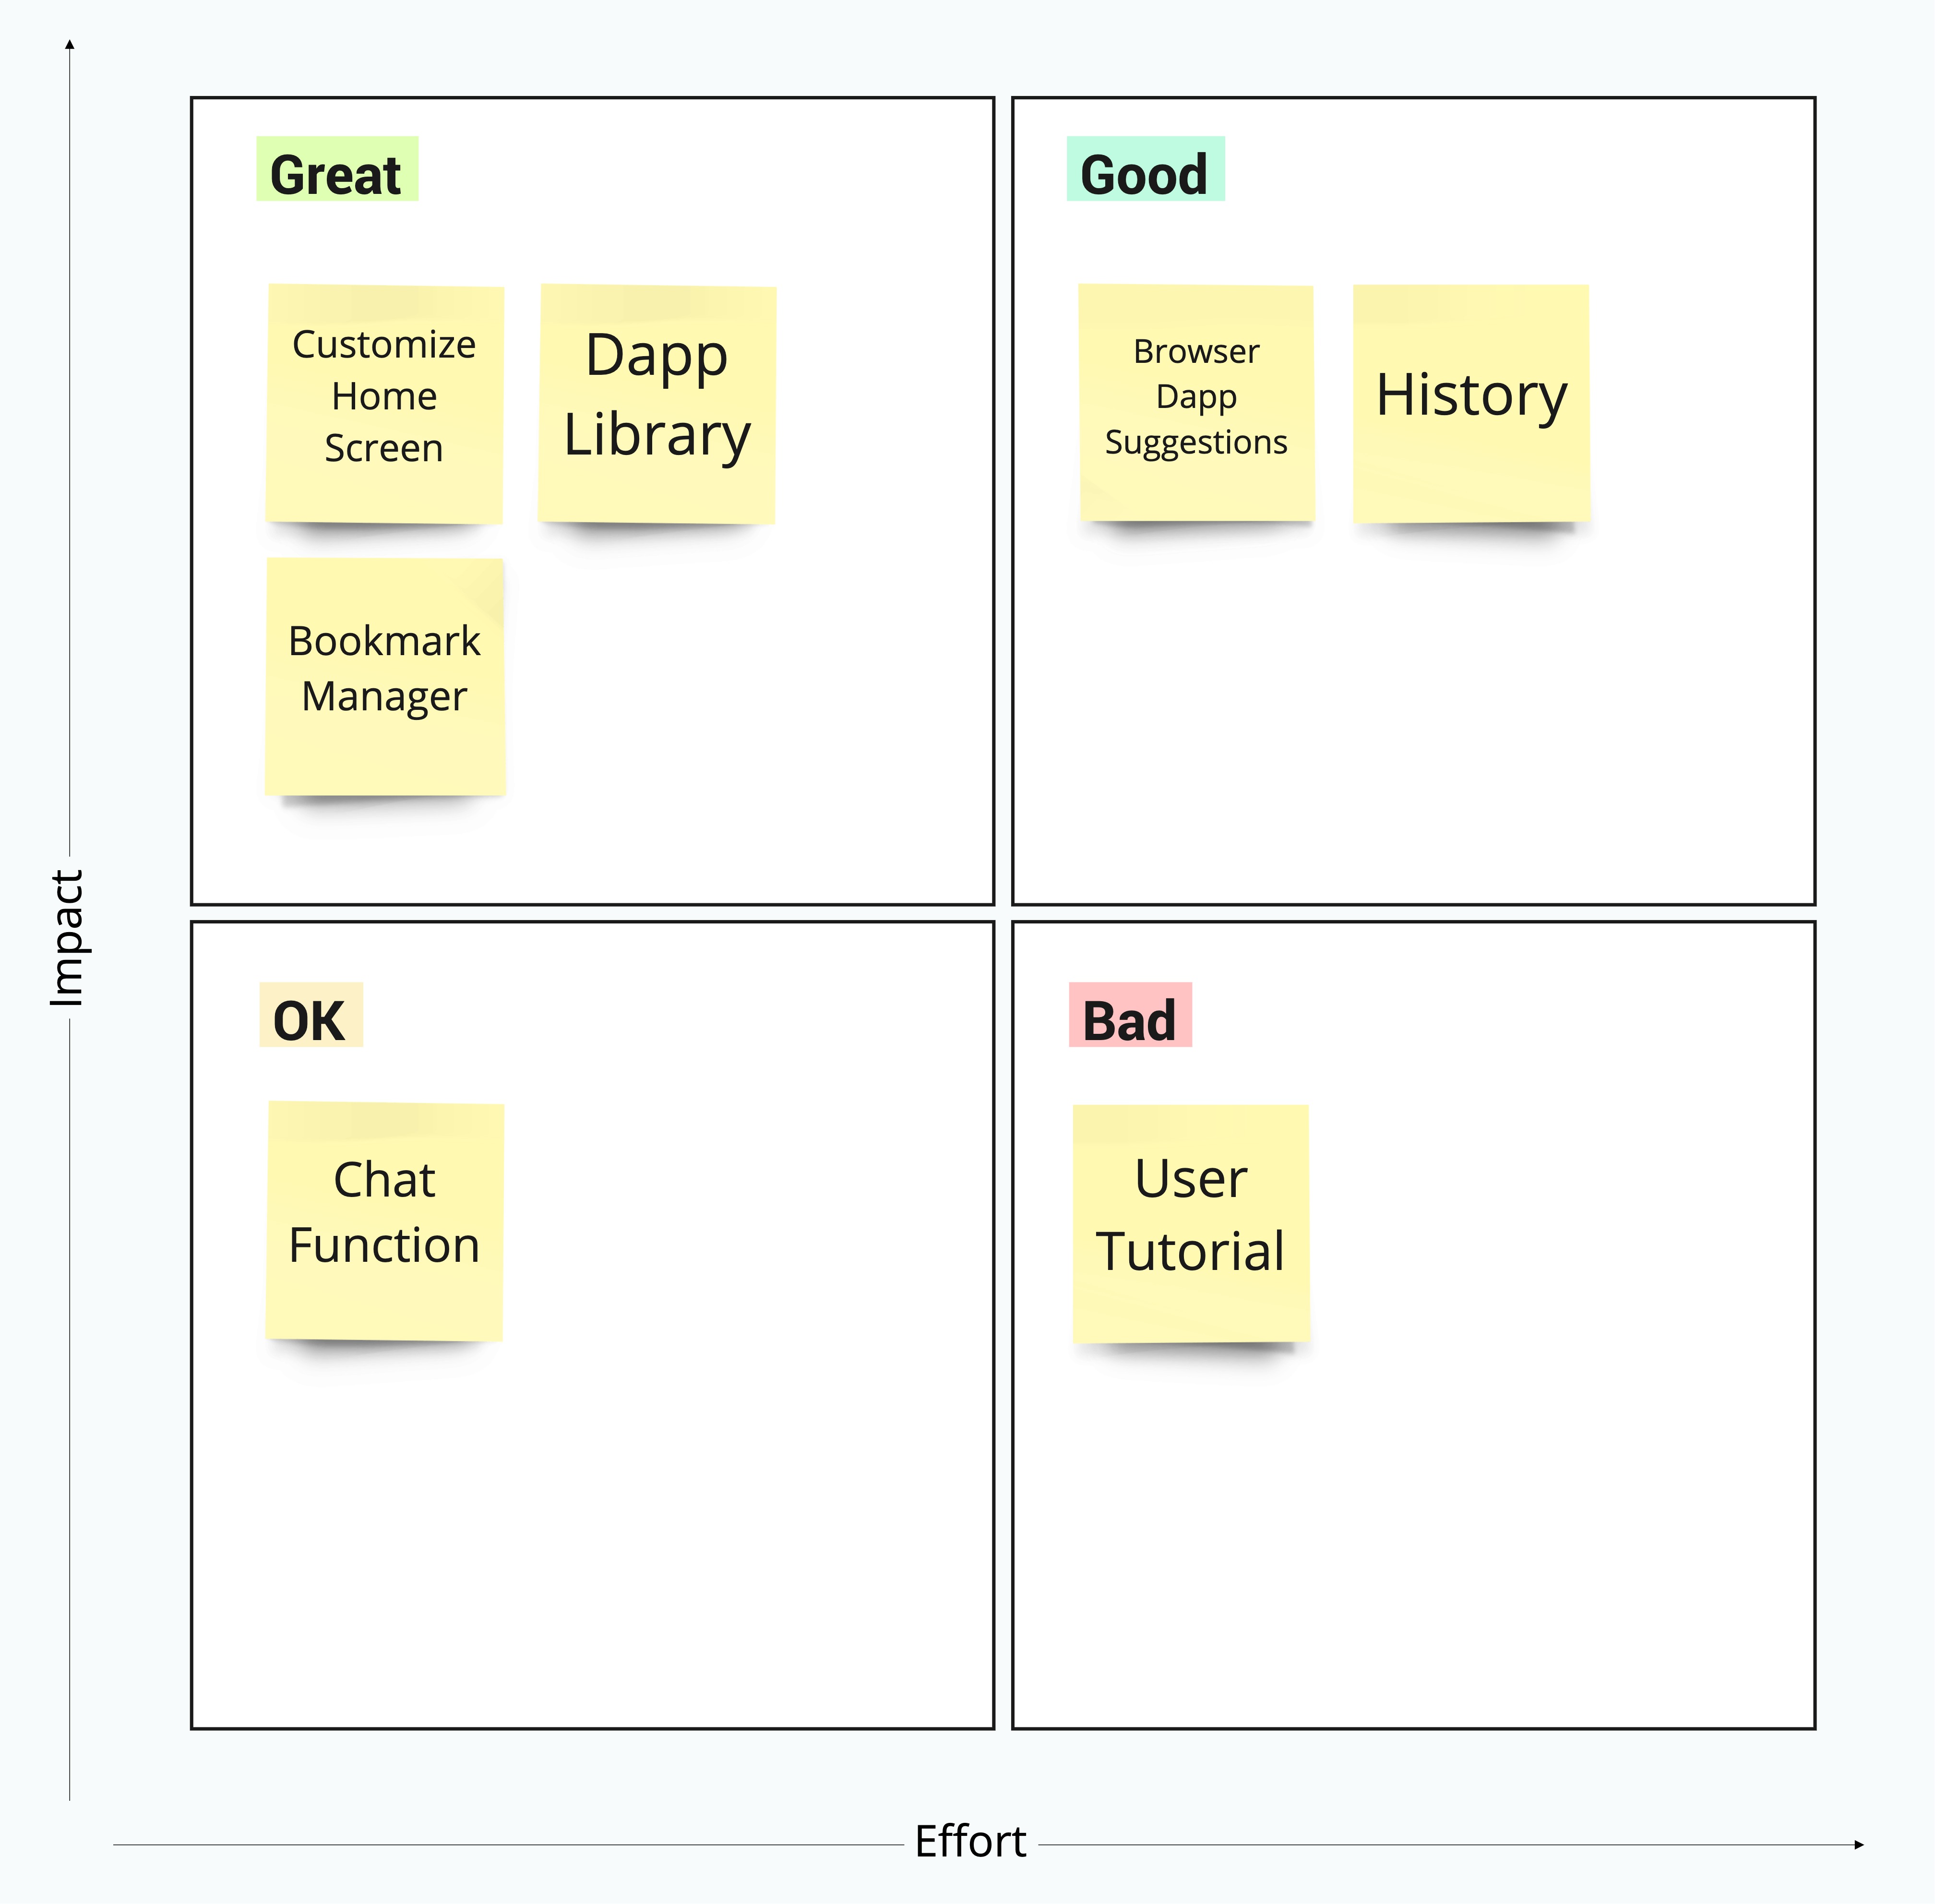 Great
Customize
Home
Screen
Dapp
Library
Bookmark
Manager
Good
Browser
Dapp
Suggestions
History
Impact
OK
Chat
Function
Bad
User
Tutorial
Effort